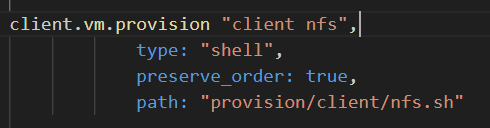 client.vm.provision "client nfs",
type: "shell",
preserve_order: true,
path: "provision/client/nfs.sh"